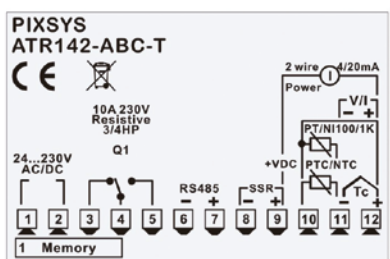 PIXSYS
ATR142-ABC-T
CE
2 wire 4/20mA
Power I
V/I
- +
10A 230V
Resistive
3/4HP
Q1
PT/NI100/1K
24...230V
AC/DC
+VDC PTC/NTC
RS485
- +
SSR
- +
Tc
- +
1 2 3 4 5 6 7 8 9 10 11 12
1 Memory